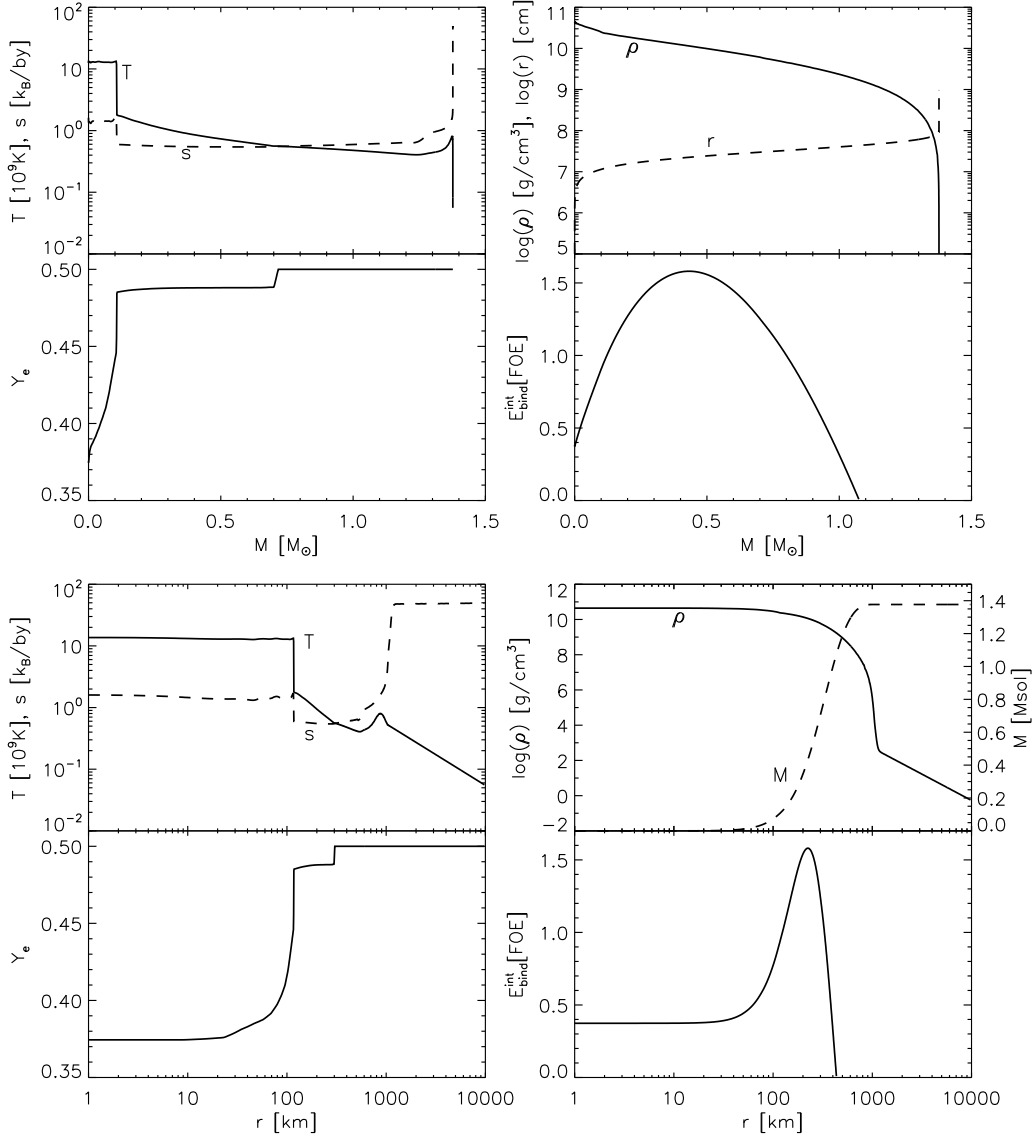 T [10⁹K], s [k_B/by]
10²
10¹
10⁰
10⁻¹
10⁻²
T
s
Y_e
0.50
0.45
0.40
0.35
0.0 0.5 1.0 1.5
M [M_⊙]
log(ρ) [g/cm³], log(r) [cm]
11
10
9
8
7
6
5
ρ
r
E_bind^int [FOE]
1.5
1.0
0.5
0.0
0.0 0.5 1.0 1.5
M [M_⊙]
T [10⁹K], s [k_B/by]
10²
10¹
10⁰
10⁻¹
10⁻²
T
s
Y_e
0.50
0.45
0.40
0.35
1 10 100 1000 10000
r [km]
log(ρ) [g/cm³]
12
10
8
6
4
2
0
−2
ρ
M
1.4
1.2
1.0
0.8
0.6
0.4
0.2
0.0
M [Msol]
E_bind^int [FOE]
1.5
1.0
0.5
0.0
1 10 100 1000 10000
r [km]